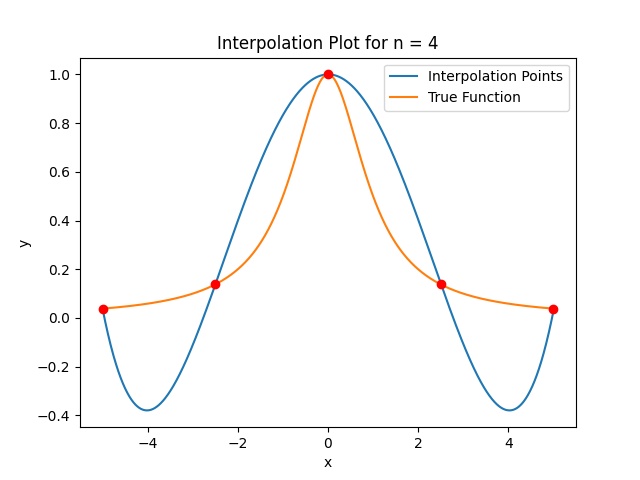 Interpolation Plot for n = 4
Interpolation Points
True Function
1.0
0.8
0.6
0.4
0.2
0.0
−0.2
−0.4
y
−4
−2
0
2
4
x